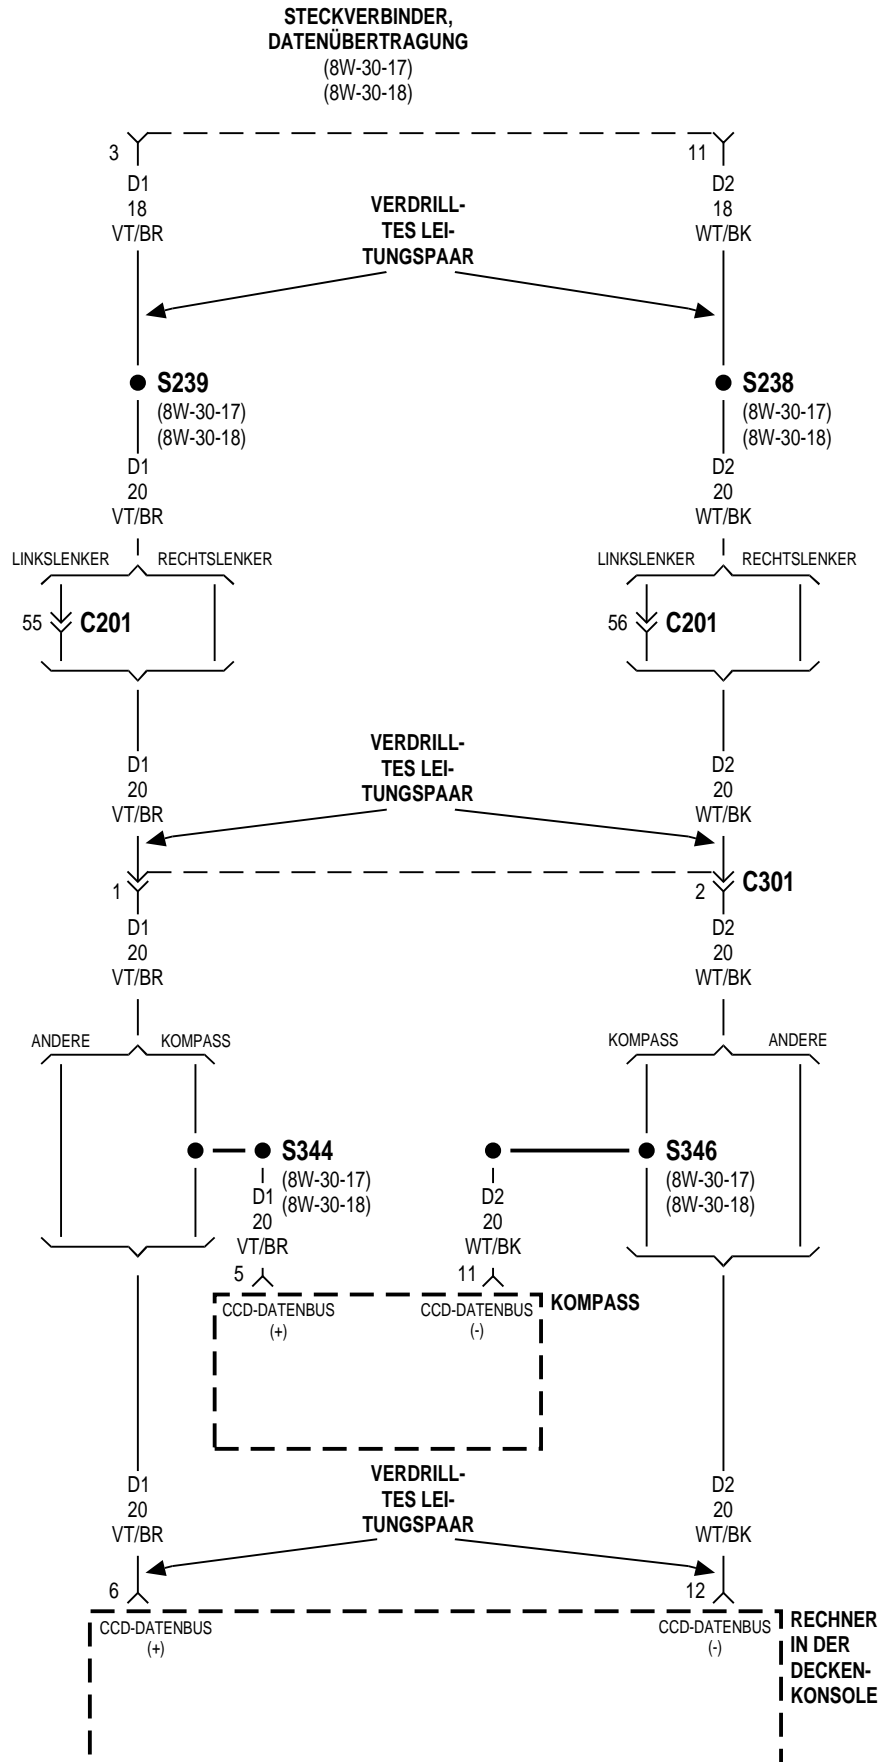 STECKVERBINDER,
DATENÜBERTRAGUNG
(8W-30-17)
(8W-30-18)
3
11
D1
18
VT/BR
D2
18
WT/BK
VERDRILL-
TES LEI-
TUNGSPAAR
S239
(8W-30-17)
(8W-30-18)
S238
(8W-30-17)
(8W-30-18)
D1
20
VT/BR
D2
20
WT/BK
LINKSLENKER
RECHTSLENKER
LINKSLENKER
RECHTSLENKER
55
C201
56
C201
D1
20
VT/BR
VERDRILL-
TES LEI-
TUNGSPAAR
D2
20
WT/BK
1
2
C301
D1
20
VT/BR
D2
20
WT/BK
ANDERE
KOMPASS
KOMPASS
ANDERE
S344
(8W-30-17)
(8W-30-18)
S346
(8W-30-17)
(8W-30-18)
D1
20
VT/BR
D2
20
WT/BK
5
11
CCD-DATENBUS
(+)
CCD-DATENBUS
(-)
KOMPASS
D1
20
VT/BR
VERDRILL-
TES LEI-
TUNGSPAAR
D2
20
WT/BK
6
12
CCD-DATENBUS
(+)
CCD-DATENBUS
(-)
RECHNER
IN DER
DECKEN-
KONSOLE